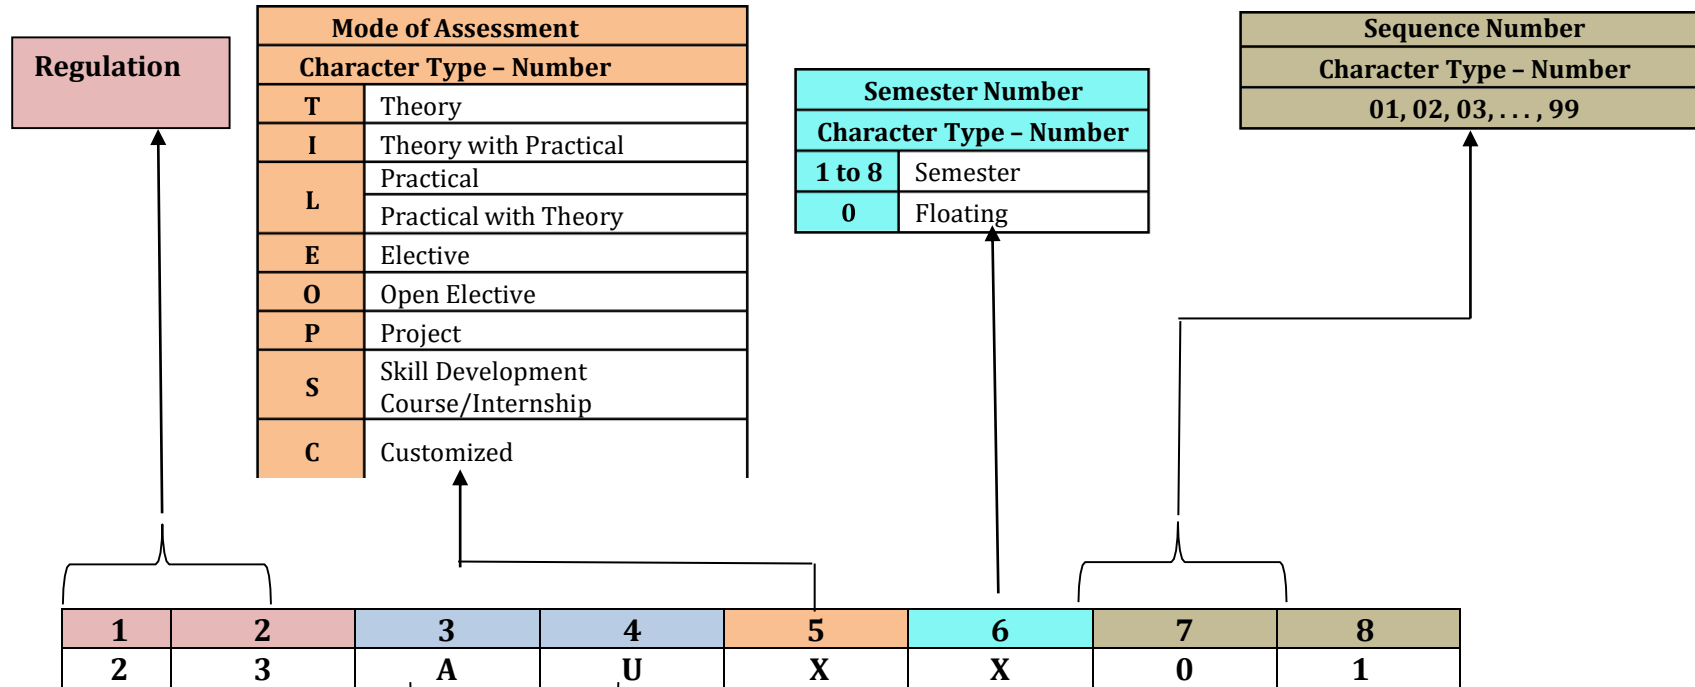 Regulation
Mode of Assessment
Character Type – Number
T Theory
I Theory with Practical
L Practical
Practical with Theory
E Elective
O Open Elective
P Project
S Skill Development
Course/Internship
C Customized
Semester Number
Character Type – Number
1 to 8 Semester
0 Floating
Sequence Number
Character Type – Number
01, 02, 03, . . . , 99
1 2 3 4 5 6 7 8
2 3 A U X X 0 1